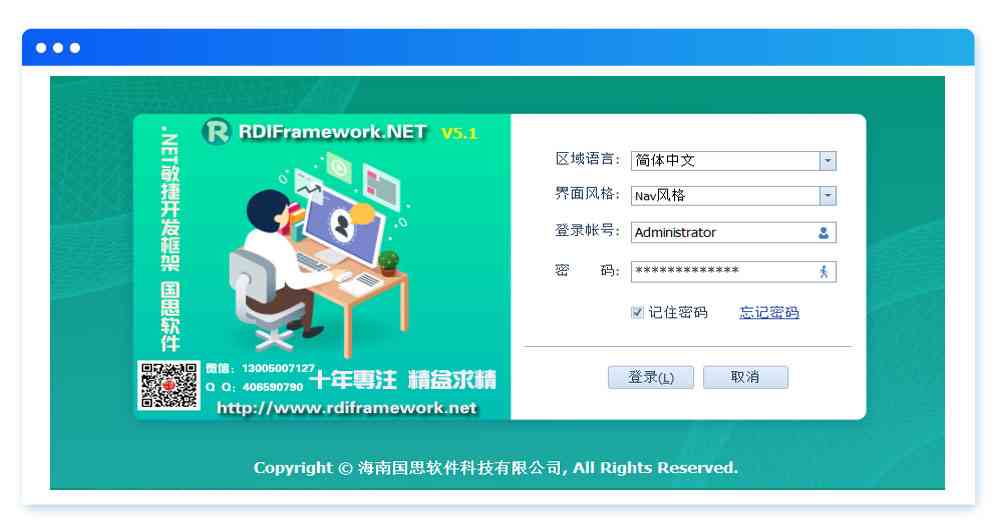 RDIFramework.NET V5.1
.NET敏捷开发框架 国思软件
微信：13005007127
Q Q：406590790
十年專注 精益求精
http://www.rdiframework.net
区域语言: 简体中文
界面风格: Nav风格
登录帐号: Administrator
密 码: *************
记住密码 忘记密码
登录(L) 取消
Copyright © 海南国思软件科技有限公司, All Rights Reserved.